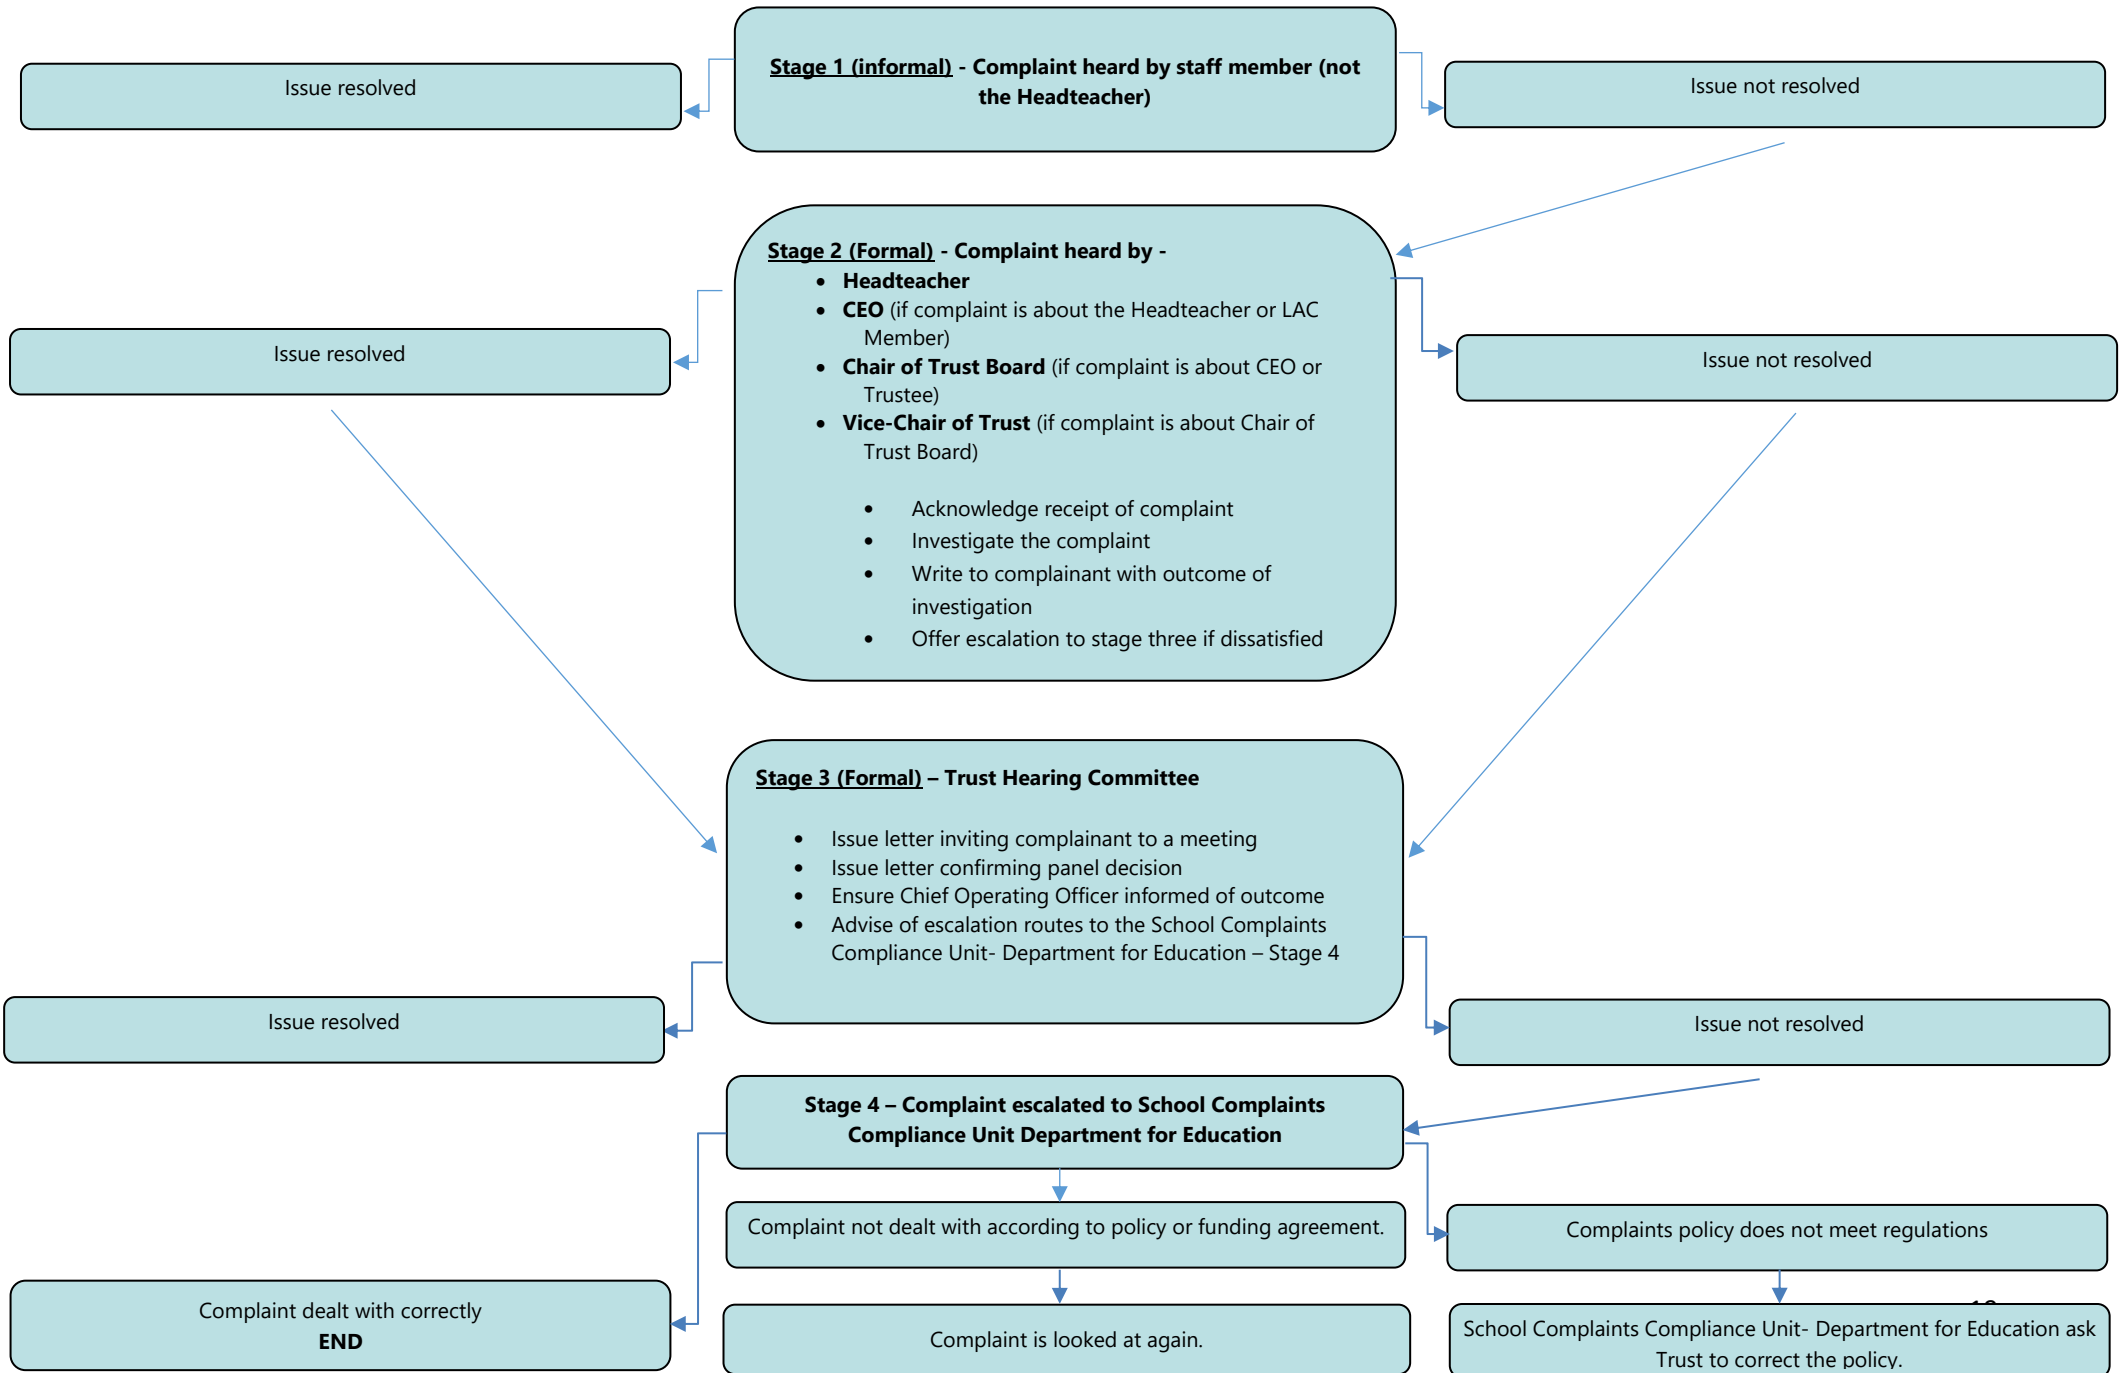 Stage 1 (informal) - Complaint heard by staff member (not
the Headteacher)
Issue resolved
Issue not resolved
Stage 2 (Formal) - Complaint heard by -
• Headteacher
• CEO (if complaint is about the Headteacher or LAC
Member)
• Chair of Trust Board (if complaint is about CEO or
Trustee)
• Vice-Chair of Trust (if complaint is about Chair of
Trust Board)
• Acknowledge receipt of complaint
• Investigate the complaint
• Write to complainant with outcome of
investigation
• Offer escalation to stage three if dissatisfied
Issue resolved
Issue not resolved
Stage 3 (Formal) – Trust Hearing Committee
• Issue letter inviting complainant to a meeting
• Issue letter confirming panel decision
• Ensure Chief Operating Officer informed of outcome
• Advise of escalation routes to the School Complaints
Compliance Unit- Department for Education – Stage 4
Issue resolved
Issue not resolved
Stage 4 – Complaint escalated to School Complaints
Compliance Unit Department for Education
Complaint not dealt with according to policy or funding agreement.
Complaints policy does not meet regulations
Complaint dealt with correctly
END
Complaint is looked at again.
School Complaints Compliance Unit- Department for Education ask
Trust to correct the policy.